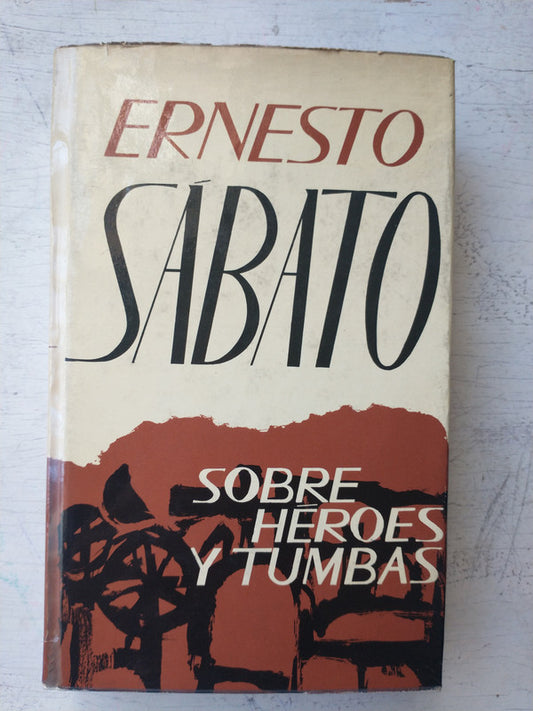 ERNESTO
SÁBATO
SOBRE
HÉROES
Y TUMBAS